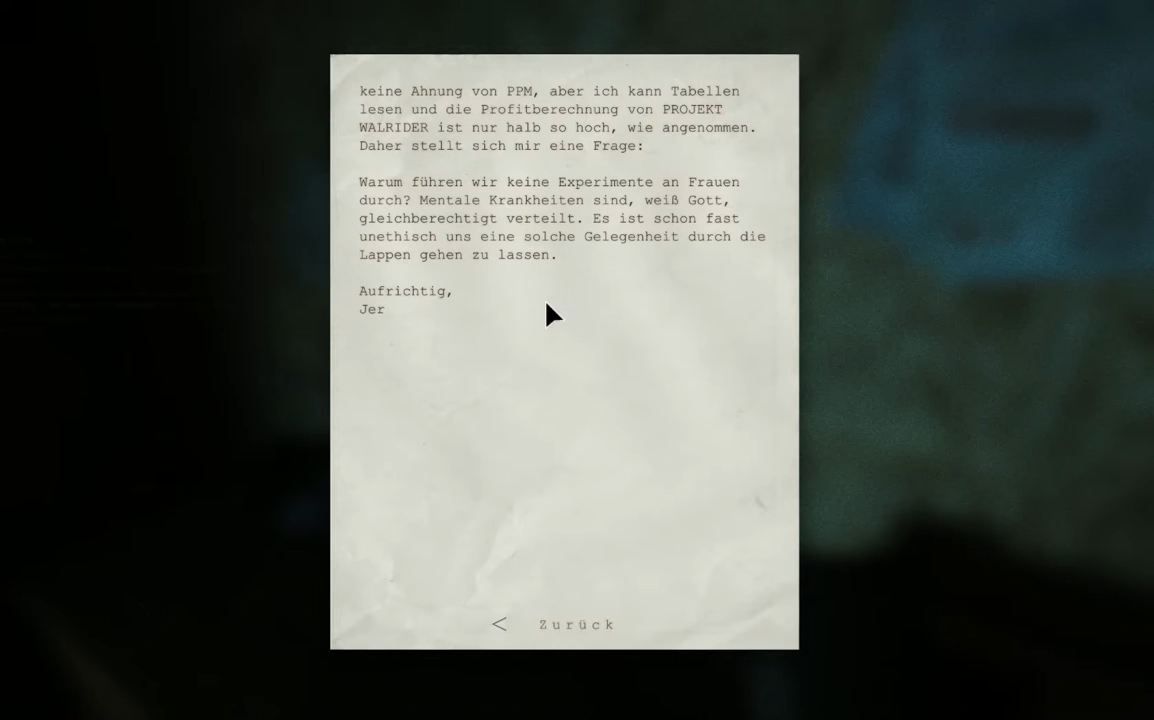 keine Ahnung von PPM, aber ich kann Tabellen
lesen und die Profitberechnung von PROJEKT
WALRIDER ist nur halb so hoch, wie angenommen.
Daher stellt sich mir eine Frage:
Warum führen wir keine Experimente an Frauen
durch? Mentale Krankheiten sind, weiß Gott,
gleichberechtigt verteilt. Es ist schon fast
unethisch uns eine solche Gelegenheit durch die
Lappen gehen zu lassen.
Aufrichtig,
Jer
< Zurück